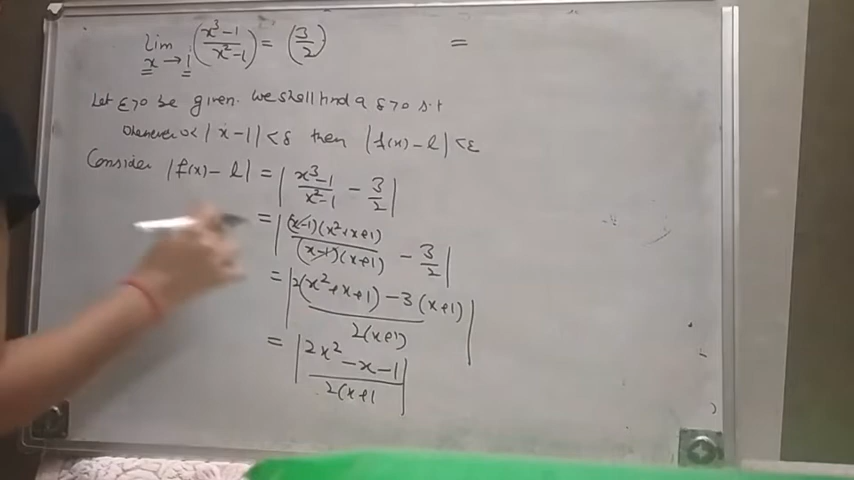 lim x→1 (x³-1/x²-1) = (3/2) =
Let ε>0 be given. We shall find a δ>0 s.t
whenever 0<|x-1|<δ then |f(x)-l|<ε
Consider |f(x)-l| = |x³-1/x²-1 - 3/2|
= |(x-1)(x²+x+1)/(x-1)(x+1) - 3/2|
= |2(x²+x+1)-3(x+1)/2(x+1)|
= |2x²-x-1/2(x+1|